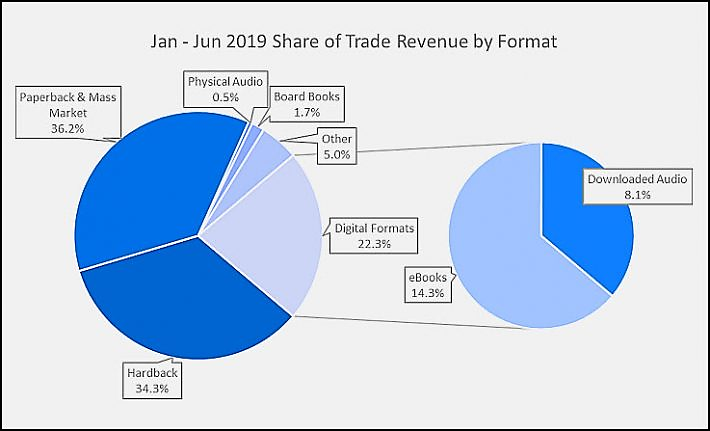 Jan - Jun 2019 Share of Trade Revenue by Format
Physical Audio
0.5%
Paperback & Mass
Market
36.2%
Board Books
1.7%
Other
5.0%
Downloaded Audio
8.1%
Digital Formats
22.3%
eBooks
14.3%
Hardback
34.3%